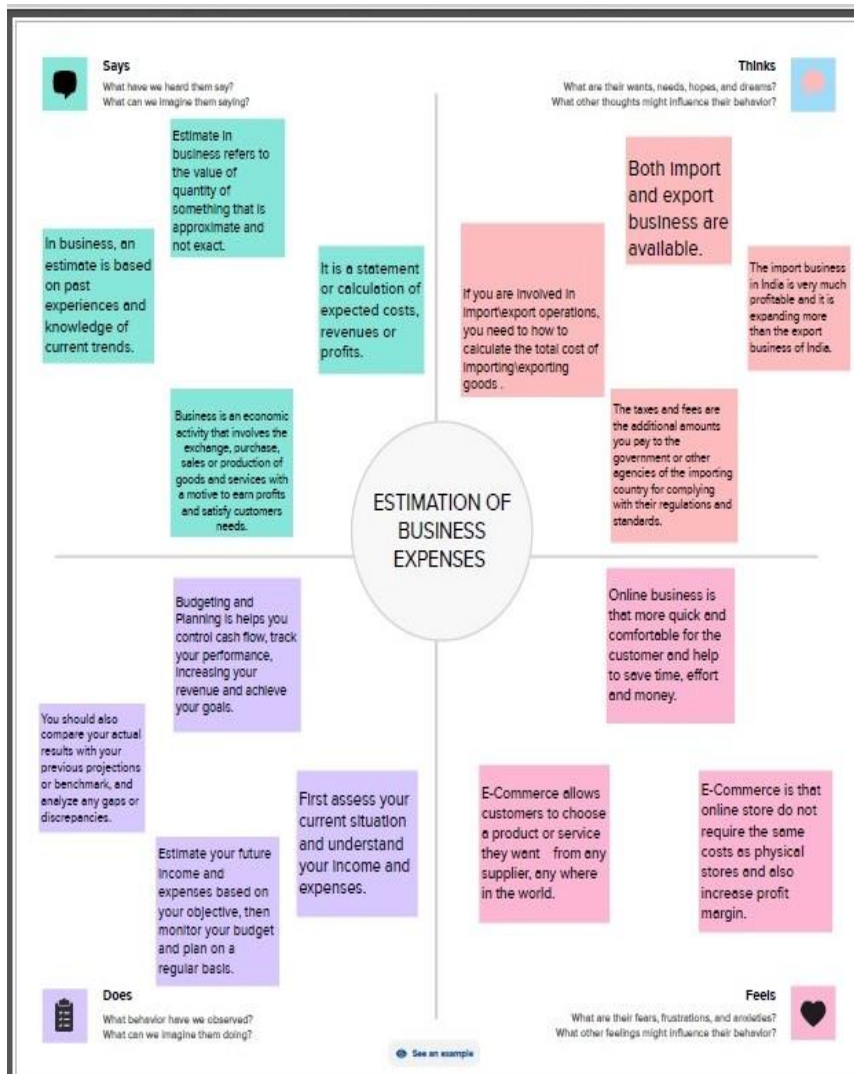 Says
What have we heard them say?
What can we imagine them saying?
Thinks
What are their wants, needs, hopes, and dreams?
What other thoughts might influence their behavior?
Estimate in
business refers to
the value of
quantity of
something that is
approximate and
not exact.
In business, an
estimate is based
on past
experiences and
knowledge of
current trends.
It is a statement
or calculation of
expected costs,
revenues or
profits.
Business is an economic
activity that involves the
exchange, purchase,
sales or production of
goods and services with
a motive to earn profits
and satisfy customers
needs.
Both import
and export
business are
available.
If you are involved in
import\export operations,
you need to how to
calculate the total cost of
importing\exporting
goods .
The import business
in India is very much
profitable and it is
expanding more
than the export
business of India.
The taxes and fees are
the additional amounts
you pay to the
government or other
agencies of the importing
country for complying
with their regulations and
standards.
ESTIMATION OF
BUSINESS
EXPENSES
Budgeting and
Planning is helps you
control cash flow, track
your performance,
increasing your
revenue and achieve
your goals.
You should also
compare your actual
results with your
previous projections
or benchmark, and
analyze any gaps or
discrepancies.
First assess your
current situation
and understand
your income and
expenses.
Estimate your future
income and
expenses based on
your objective, then
monitor your budget
and plan on a
regular basis.
Online business is
that more quick and
comfortable for the
customer and help
to save time, effort
and money.
E-Commerce allows
customers to choose
a product or service
they want from any
supplier, any where
in the world.
E-Commerce is that
online store do not
require the same
costs as physical
stores and also
increase profit
margin.
Does
What behavior have we observed?
What can we imagine them doing?
Feels
What are their fears, frustrations, and anxieties?
What other feelings might influence their behavior?
See an example